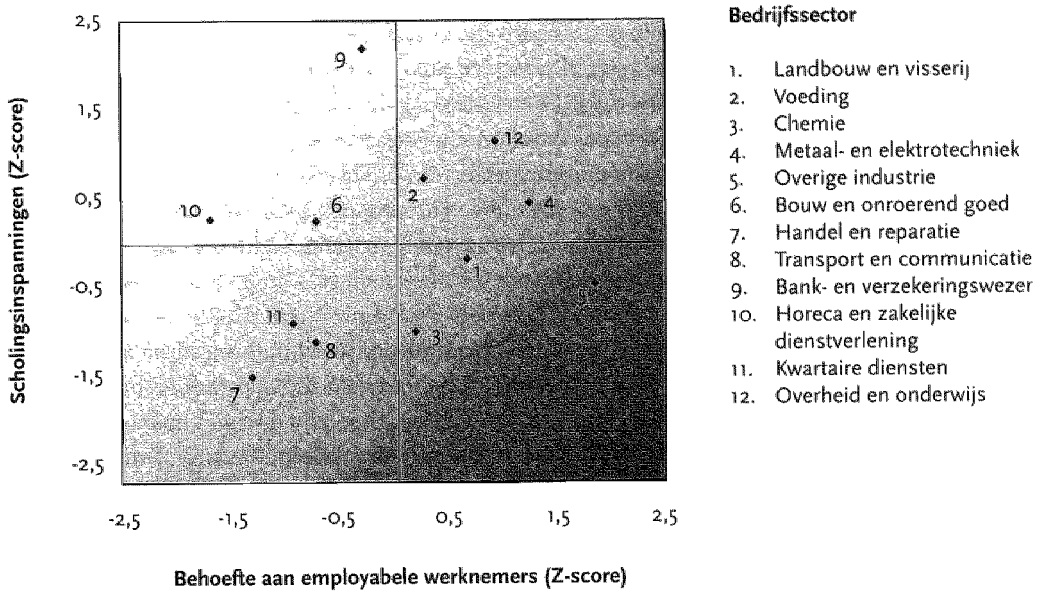 Scholingsinspanningen (Z-score)
2,5
1,5
0,5
-0,5
-1,5
-2,5
9
12
2
4
10
6
1
5
11
8
3
7
-2,5
-1,5
-0,5
0,5
1,5
2,5
Behoefte aan employabele werknemers (Z-score)
Bedrijfssector
1. Landbouw en visserij
2. Voeding
3. Chemie
4. Metaal- en elektrotechniek
5. Overige industrie
6. Bouw en onroerend goed
7. Handel en reparatie
8. Transport en communicatie
9. Bank- en verzekeringswezer
10. Horeca en zakelijke
dienstverlening
11. Kwartaire diensten
12. Overheid en onderwijs